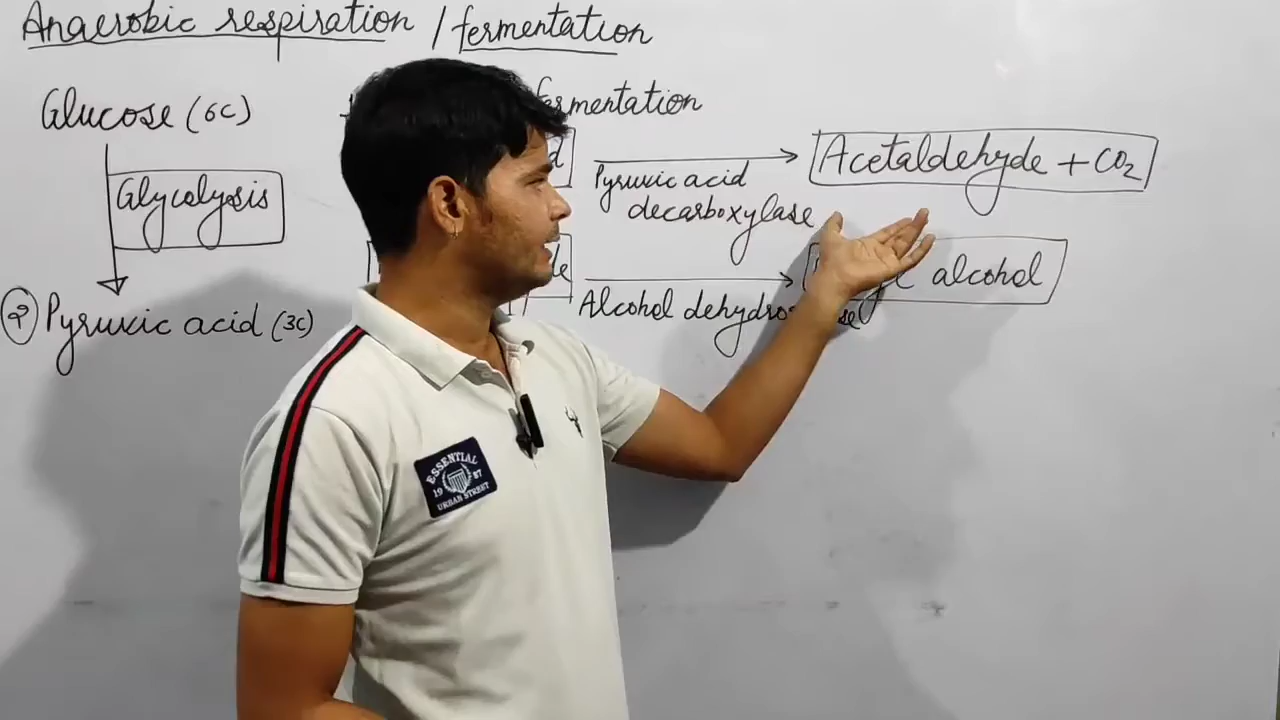 Anaerobic respiration / fermentation
Glucose (6C)
fermentation
Acetaldehyde + CO2
Glycolysis
Pyruvic acid
decarboxylase
alcohol
Alcohol
② Pyruvic acid (3C)
ESSENTIAL
19 87
URBAN STREET